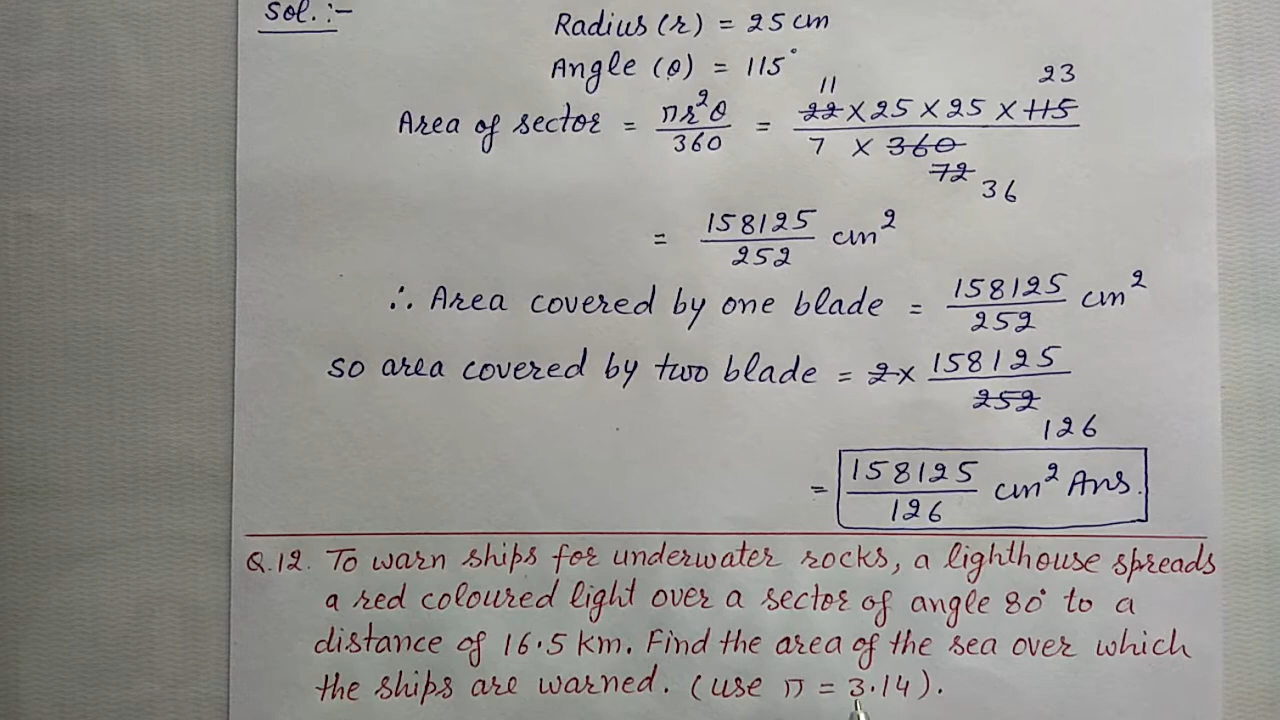 Sol.:-
Radius (r) = 25 cm
Angle (θ) = 115°
Area of sector = πr²θ/360 = 22 × 25 × 25 × 115 / 7 × 360
11 23
72 36
= 158125/252 cm²
∴ Area covered by one blade = 158125/252 cm²
so area covered by two blade = 2 × 158125/252
126
= 158125/126 cm² Ans.
Q.12. To warn ships for underwater rocks, a lighthouse spreads
a red coloured light over a sector of angle 80° to a
distance of 16.5 km. Find the area of the sea over which
the ships are warned. (use π = 3.14).